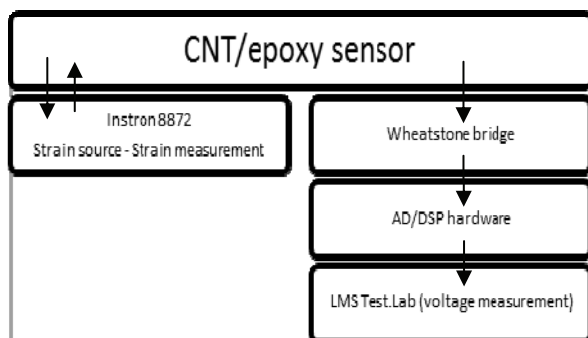 CNT/epoxy sensor
Instron 8872
Strain source - Strain measurement
Wheatstone bridge
AD/DSP hardware
LMS Test.Lab (voltage measurement)